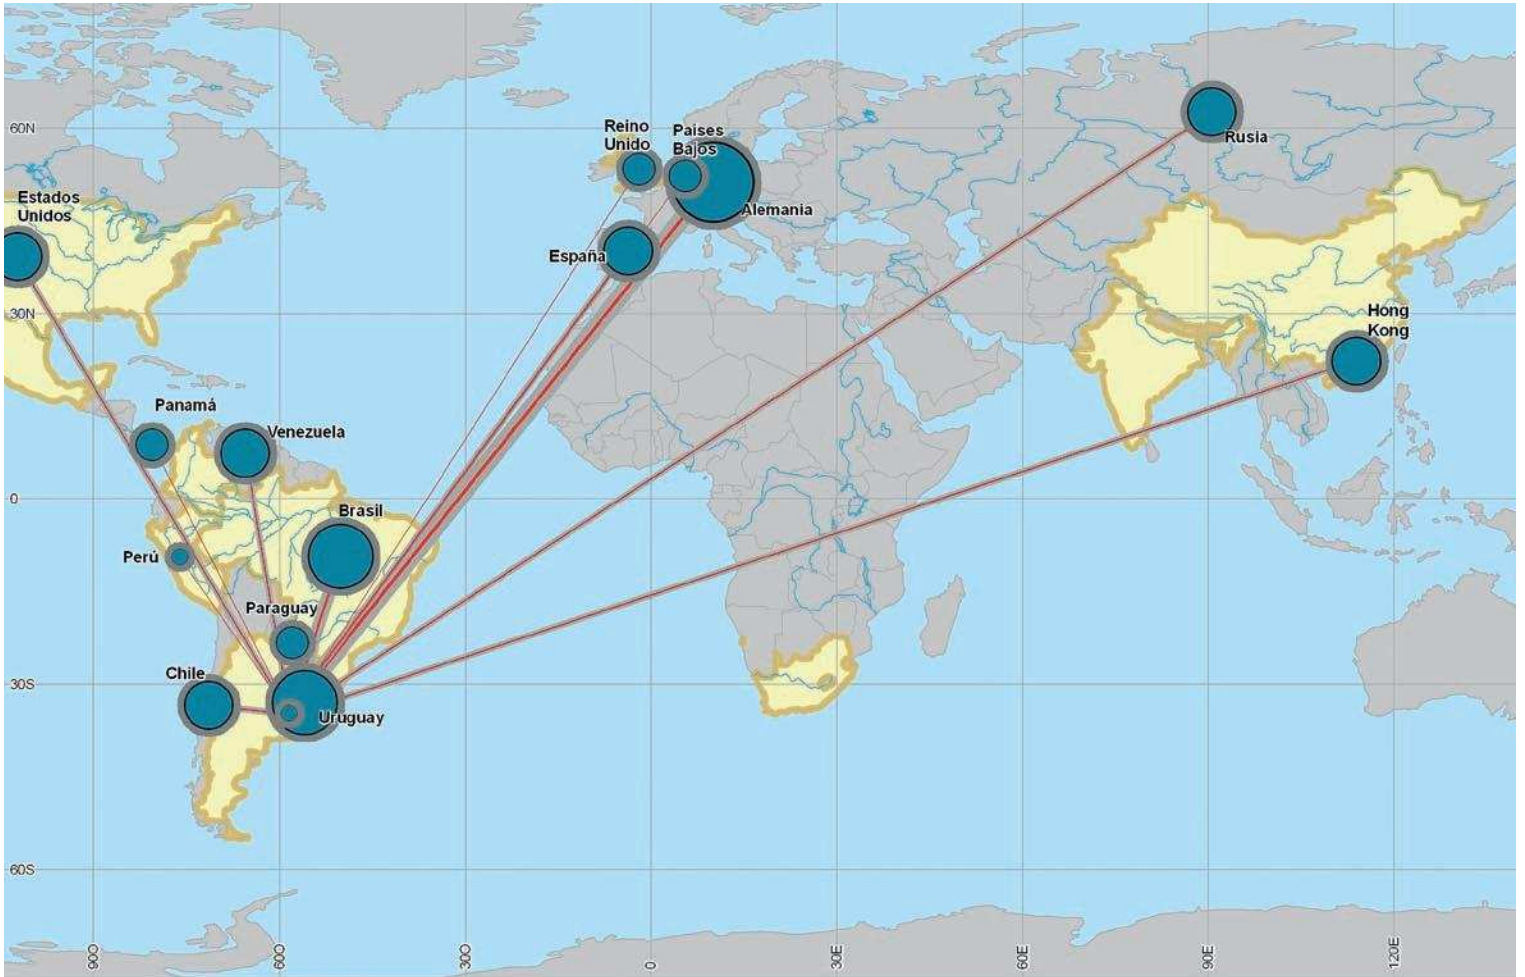 60N
Reino
Unido
Paises
Bajos
Rusia
Estados
Unidos
Alemania
España
30N
Hong
Kong
Panamá
Venezuela
0
Brasil
Perú
Paraguay
Chile
30S
Uruguay
60S
90O
60O
30O
0
30E
60E
90E
120E